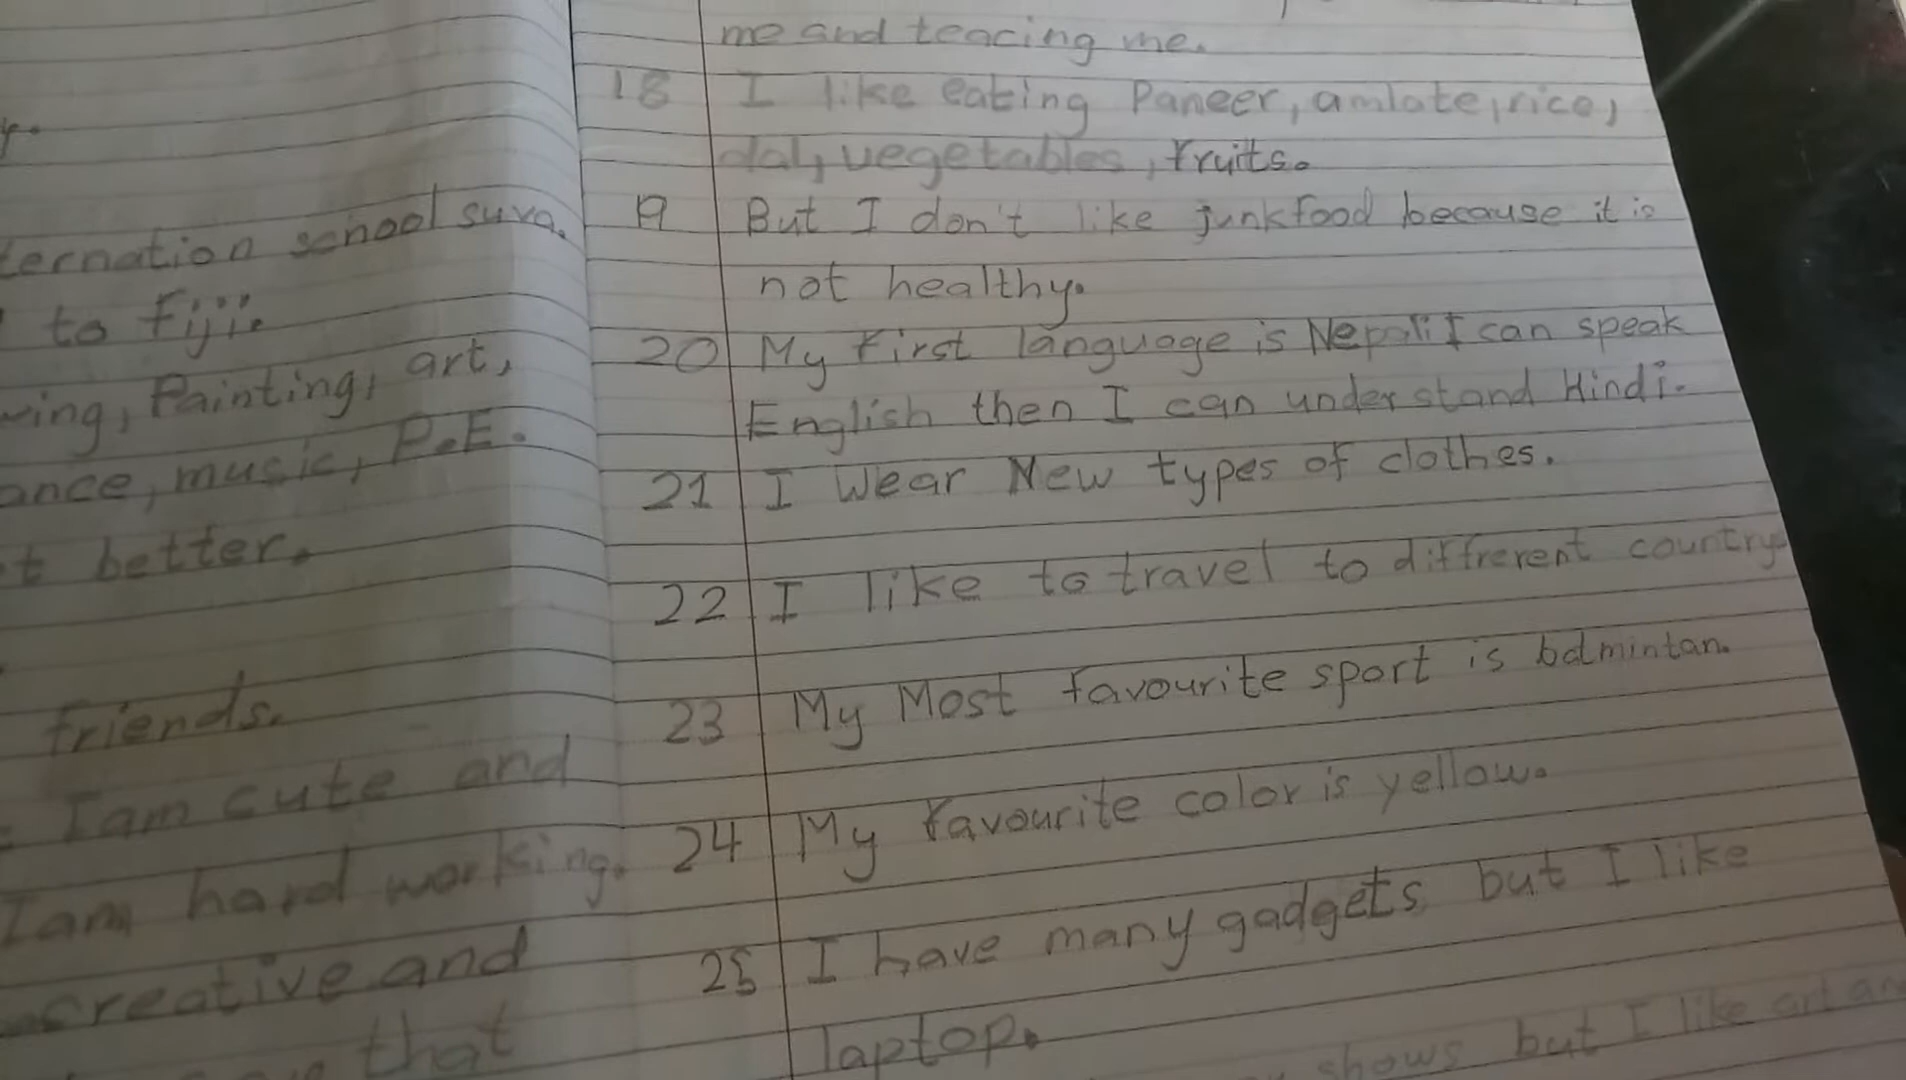 ternation school suva.
to fiji.
Painting, art,
ance, music, P.E.
better.
friends.
I am cute and
I am hard working.
creative and
that
me and teacing me.
18 I like eating Paneer, amlate, rice,
dal, vegetables, fruits.
19 But I don't like junkfood because it is
not healthy.
20 My first language is Nepali I can speak
English then I can understand Hindi.
21 I Wear New types of clothes.
22 I like to travel to diffrerent country.
23 My Most favourite sport is badmintan.
24 My favourite color is yellow.
25 I have many gadgets but I like
laptop.
shows but I like art